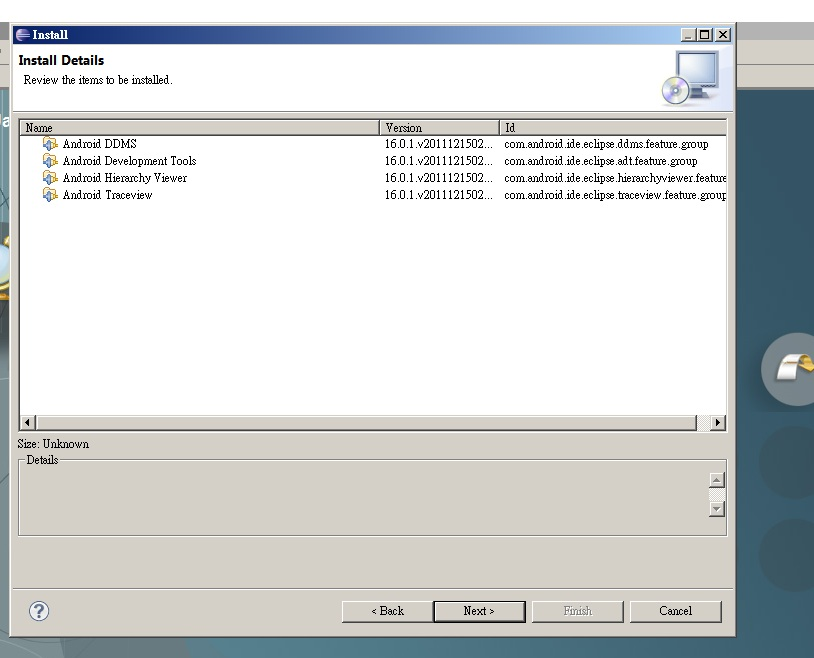 Install
Install Details
Review the items to be installed.
Name Version Id
Android DDMS 16.0.1.v2011121502... com.android.ide.eclipse.ddms.feature.group
Android Development Tools 16.0.1.v2011121502... com.android.ide.eclipse.adt.feature.group
Android Hierarchy Viewer 16.0.1.v2011121502... com.android.ide.eclipse.hierarchyviewer.feature
Android Traceview 16.0.1.v2011121502... com.android.ide.eclipse.traceview.feature.group
Size: Unknown
Details
? < Back Next > Finish Cancel